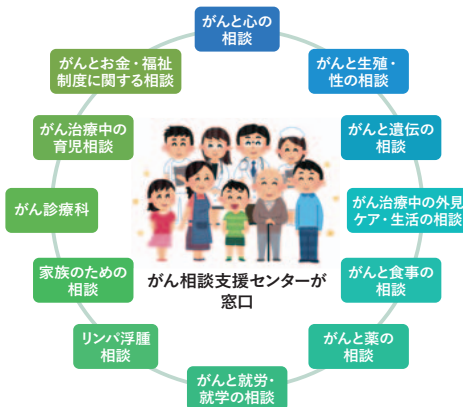 がんと心の
相談
がんと生殖・
性の相談
がんと遺伝の
相談
がん治療中の外見
ケア・生活の相談
がんと食事の
相談
がんと薬の
相談
がんと就労・
就学の相談
リンパ浮腫
相談
家族のための
相談
がん診療科
がん治療中の
育児相談
がんとお金・福祉
制度に関する相談
がん相談支援センターが
窓口